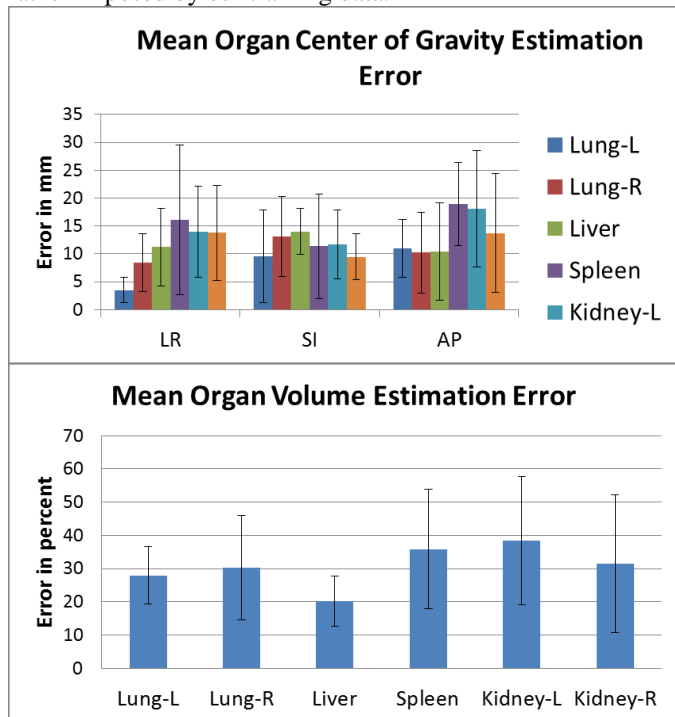 Mean Organ Center of Gravity Estimation
Error
35
30
25
20
15
10
5
0
Error in mm
LR SI AP
Lung-L
Lung-R
Liver
Spleen
Kidney-L
Mean Organ Volume Estimation Error
70
60
50
40
30
20
10
0
Error in percent
Lung-L Lung-R Liver Spleen Kidney-L Kidney-R